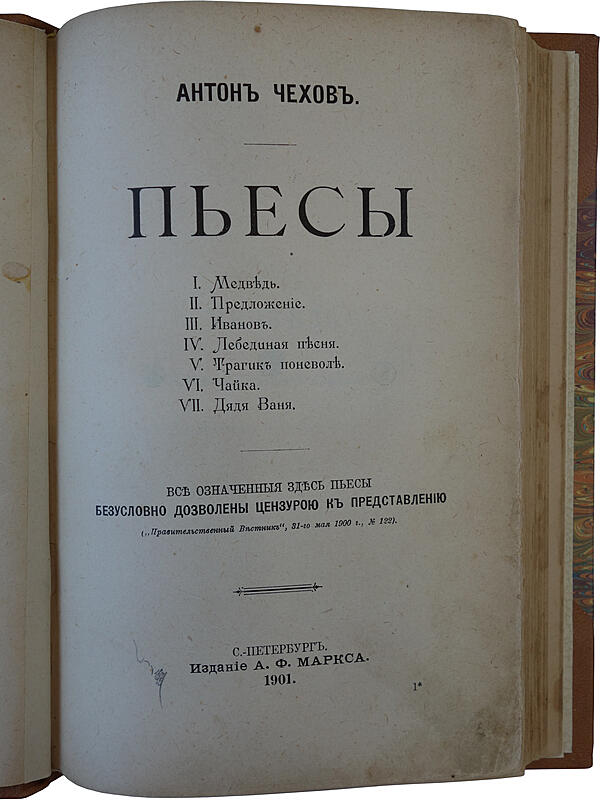 АНТОНЪ ЧЕХОВЪ.
ПЬЕСЫ
I. Медвѣдь.
II. Предложеніе.
III. Ивановъ.
IV. Лебединая пѣсня.
V. Трагикъ поневолѣ.
VI. Чайка.
VII. Дядя Ваня.
ВСѢ ОЗНАЧЕННЫЯ ЗДѢСЬ ПЬЕСЫ
БЕЗУСЛОВНО ДОЗВОЛЕНЫ ЦЕНЗУРОЮ КЪ ПРЕДСТАВЛЕНІЮ
(„Правительственный Вѣстникъ“, 31-го мая 1900 г., № 122).
С.-ПЕТЕРБУРГЪ.
Изданіе А. Ф. МАРКСА.
1901.
1*